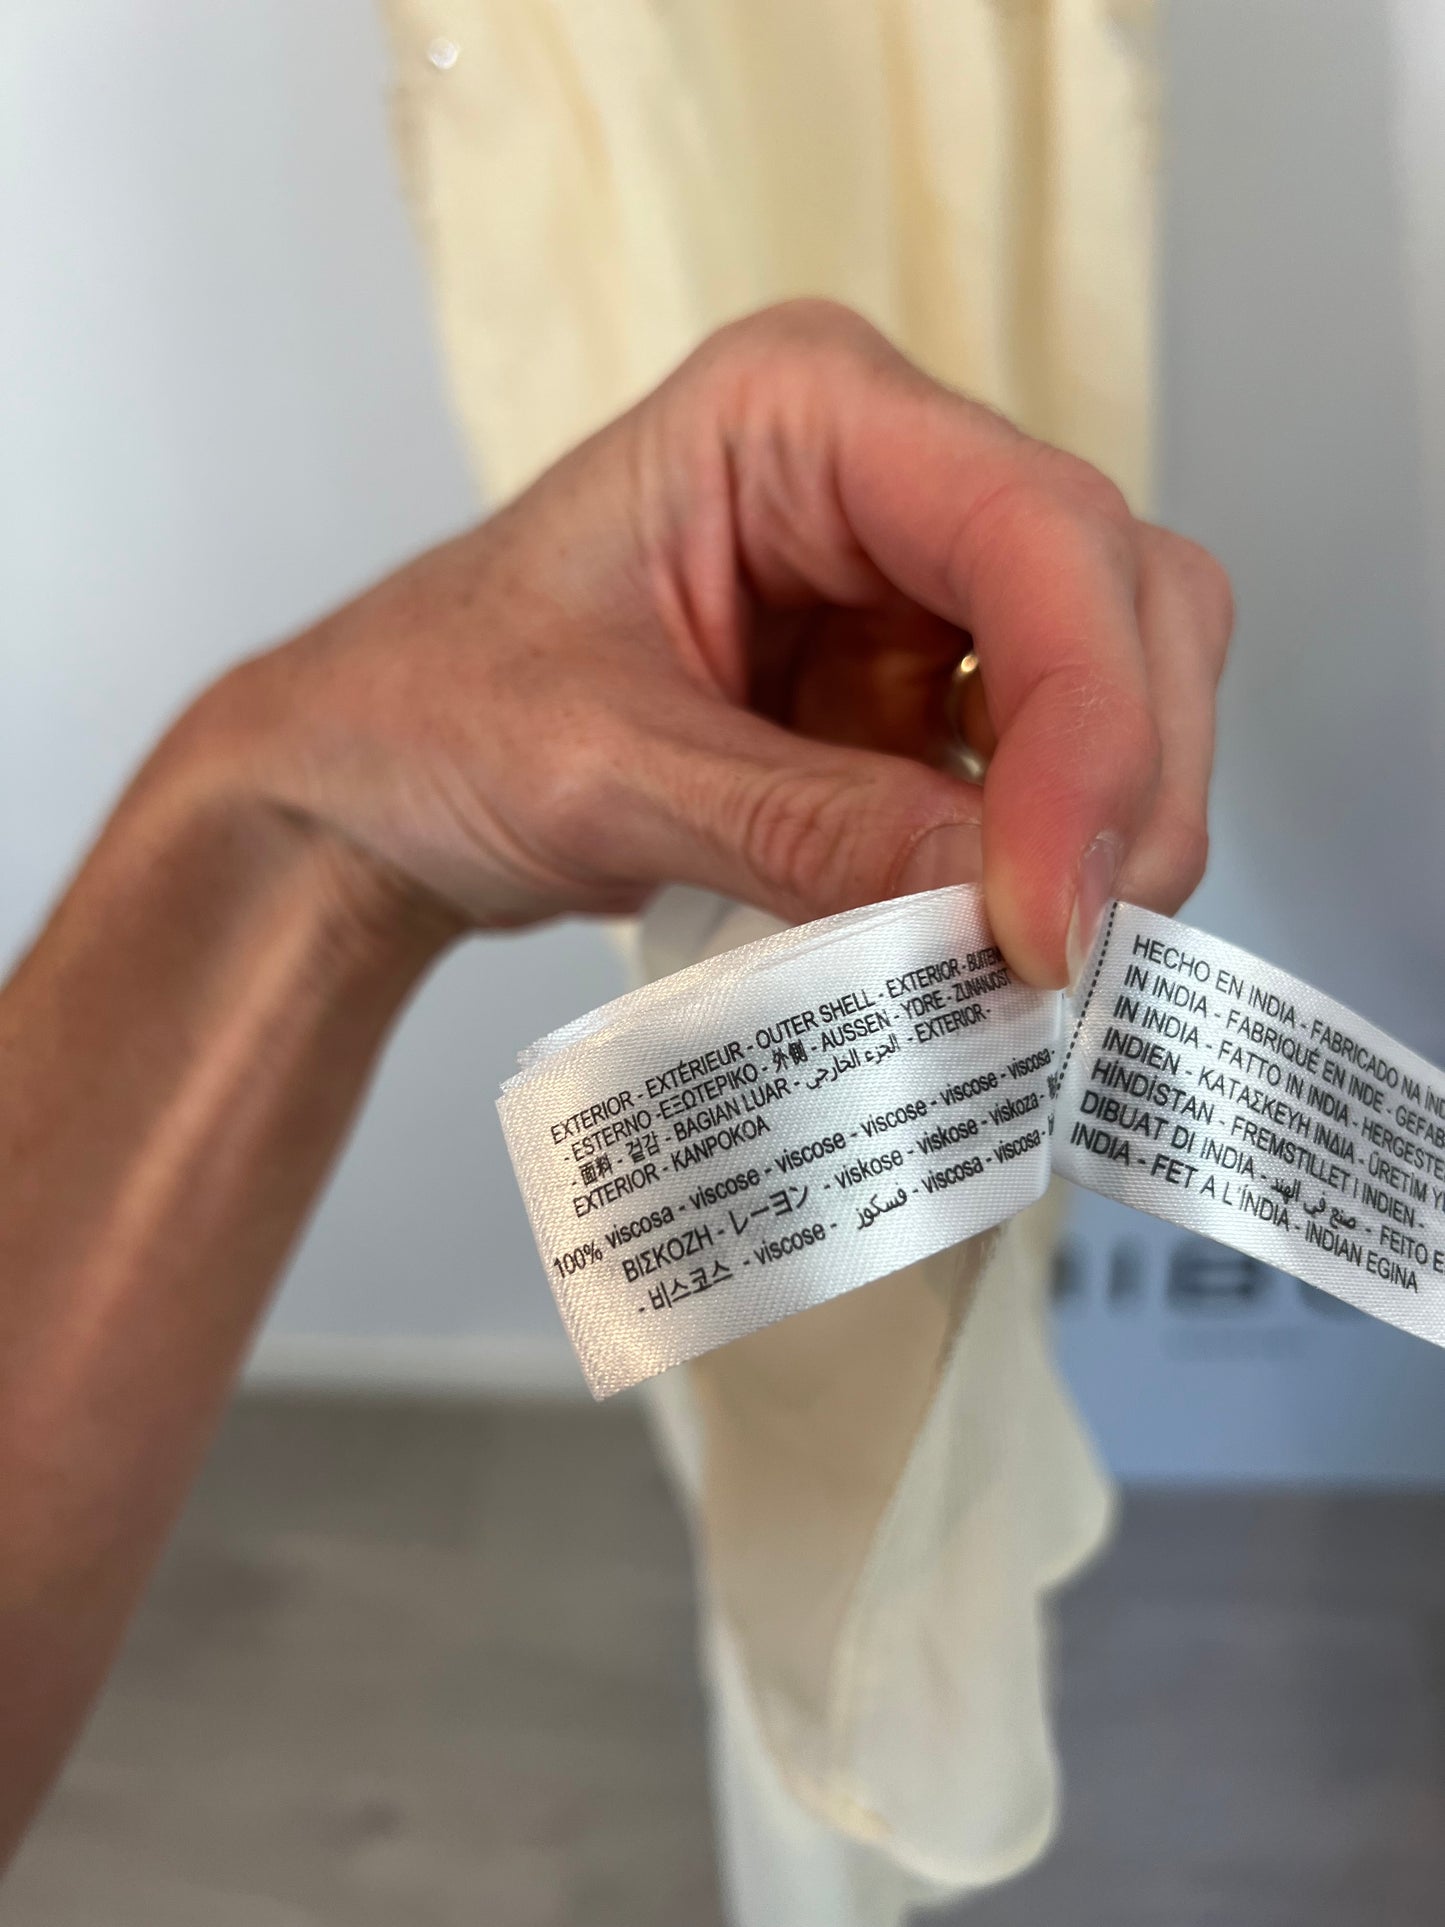 EXTERIOR - EXTÉRIEUR - OUTER SHELL - EXTERIOR -
- ESTERNO - ΕΞΩΤΕΡΙΚΟ - 外側 - AUSSEN - YDRE -
- 面料 - 겉감 - BAGIAN LUAR - الجزء الخارجي - EXTERIOR -
EXTERIOR - KANPOKOA
100% viscosa - viscose - viscose - viscose - viscosa -
ΒΙΣΚΟΖΗ - レーヨン - viskose - viskoza -
- 비스코스 - viscose - فسكوز - viscosa - viscosa -
HECHO EN INDIA - FABRICADO NA
IN INDIA - FABRIQUÉ EN INDE -
IN INDIA - FATTO IN INDIA -
INDIEN - ΚΑΤΑΣΚΕΥΗ ΙΝΔΙΑ - ÜRETİM
HİNDİSTAN - FREMSTILLET I INDIEN -
DIBUAT DI INDIA - صنع في الهند - FEITO
INDIA - FET A L'ÍNDIA - INDIAN EGINA